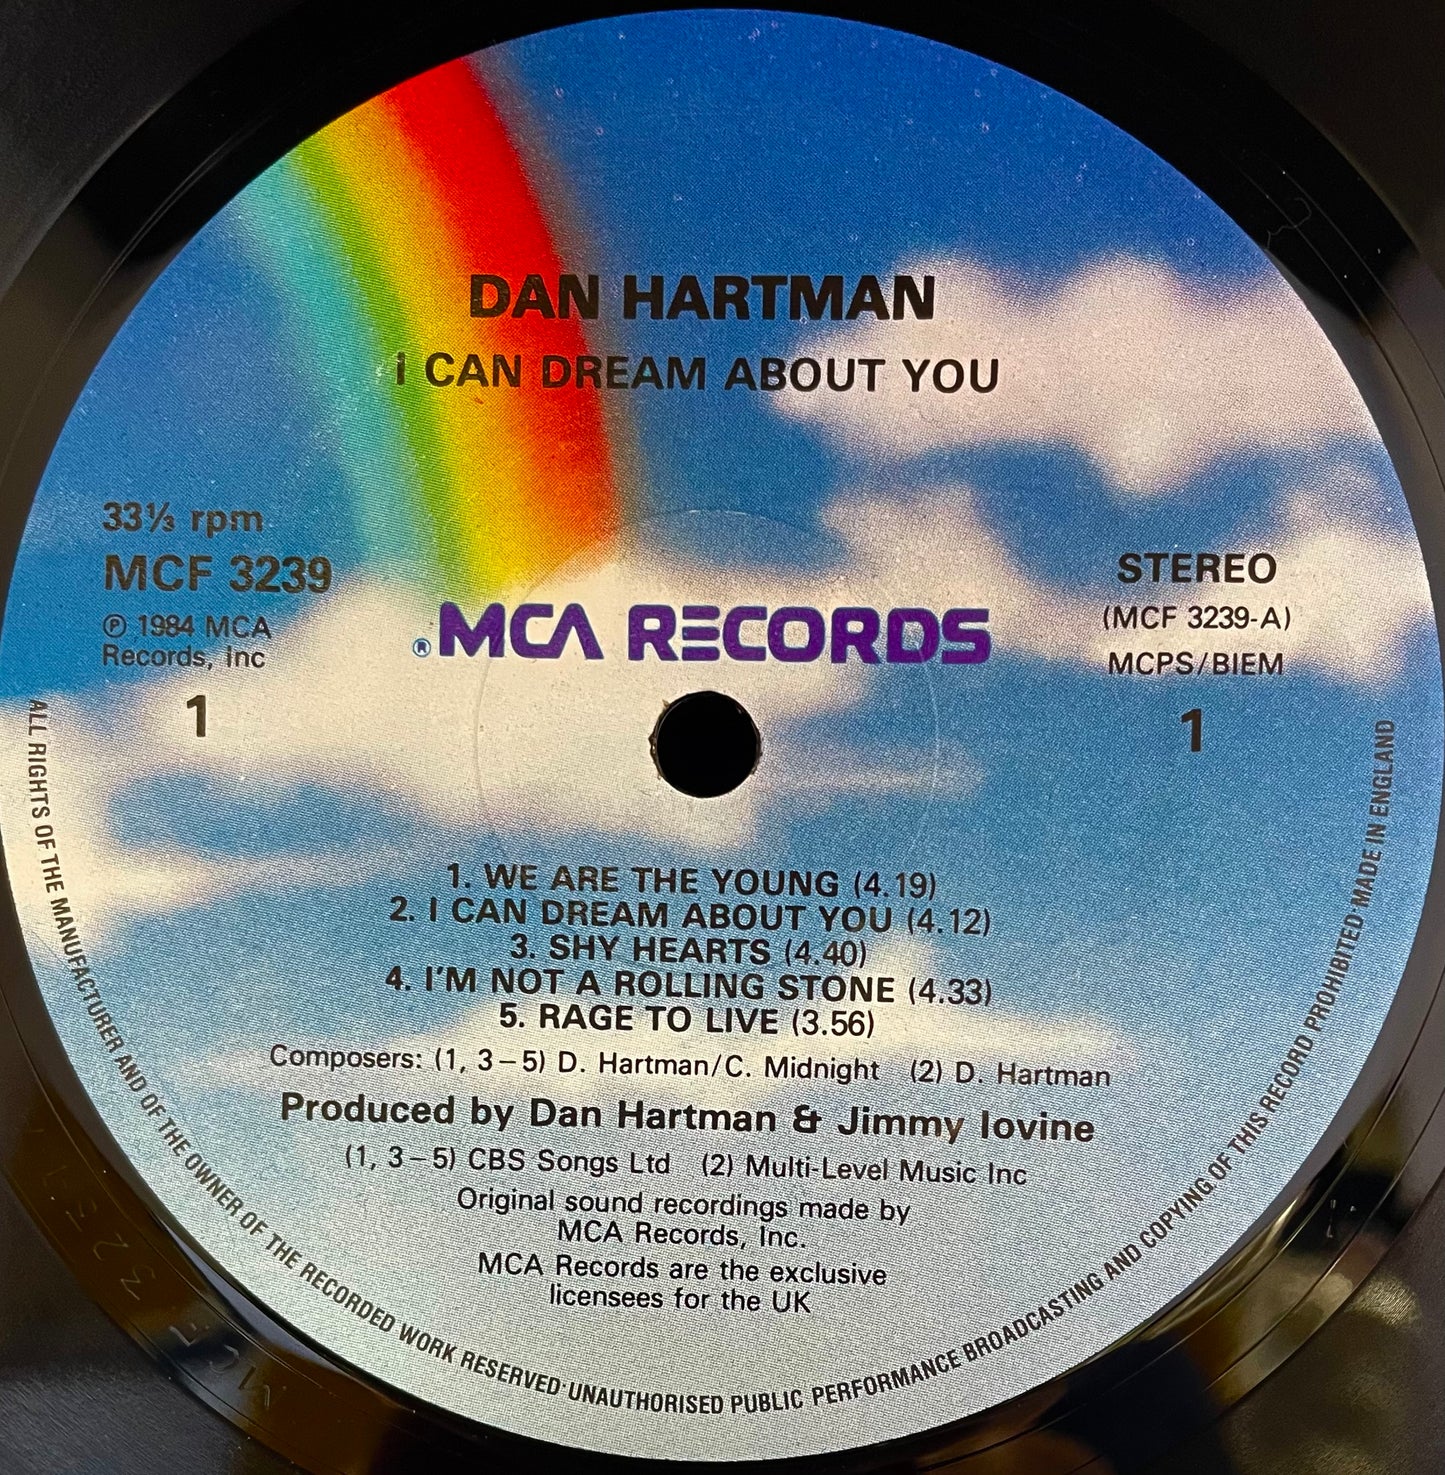 DAN HARTMAN
I CAN DREAM ABOUT YOU
33⅓ rpm
MCF 3239
℗ 1984 MCA
Records, Inc
1
® MCA RECORDS
STEREO
(MCF 3239-A)
MCPS/BIEM
1
1. WE ARE THE YOUNG (4.19)
2. I CAN DREAM ABOUT YOU (4.12)
3. SHY HEARTS (4.40)
4. I'M NOT A ROLLING STONE (4.33)
5. RAGE TO LIVE (3.56)
Composers: (1, 3–5) D. Hartman/C. Midnight (2) D. Hartman
Produced by Dan Hartman & Jimmy Iovine
(1, 3–5) CBS Songs Ltd (2) Multi-Level Music Inc
Original sound recordings made by
MCA Records, Inc.
MCA Records are the exclusive
licensees for the UK
ALL RIGHTS OF THE MANUFACTURER AND OF THE OWNER OF THE RECORDED WORK RESERVED·UNAUTHORISED PUBLIC PERFORMANCE BROADCASTING AND COPYING OF THIS RECORD PROHIBITED·MADE IN ENGLAND